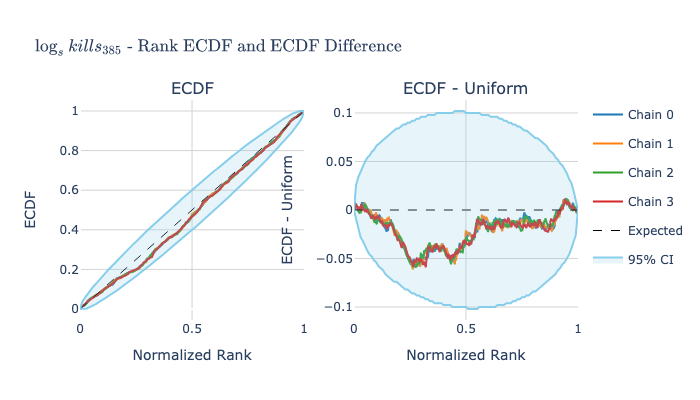 log_s kills_385 - Rank ECDF and ECDF Difference
ECDF
ECDF - Uniform
1
0.8
0.6
0.4
0.2
0
0
0.5
1
ECDF
Normalized Rank
0.1
0.05
0
−0.05
−0.1
0
0.5
1
ECDF - Uniform
Normalized Rank
Chain 0
Chain 1
Chain 2
Chain 3
Expected
95% CI